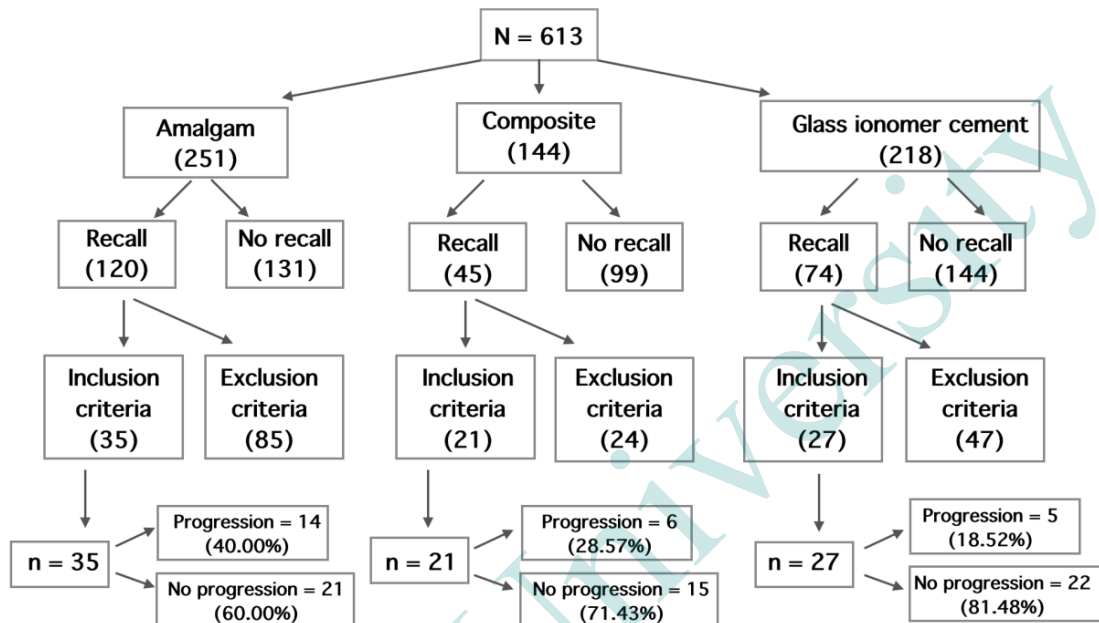 N = 613
Amalgam
(251)
Composite
(144)
Glass ionomer cement
(218)
Recall
(120)
No recall
(131)
Recall
(45)
No recall
(99)
Recall
(74)
No recall
(144)
Inclusion
criteria
(35)
Exclusion
criteria
(85)
Inclusion
criteria
(21)
Exclusion
criteria
(24)
Inclusion
criteria
(27)
Exclusion
criteria
(47)
n = 35
Progression = 14
(40.00%)
No progression = 21
(60.00%)
n = 21
Progression = 6
(28.57%)
No progression = 15
(71.43%)
n = 27
Progression = 5
(18.52%)
No progression = 22
(81.48%)
University